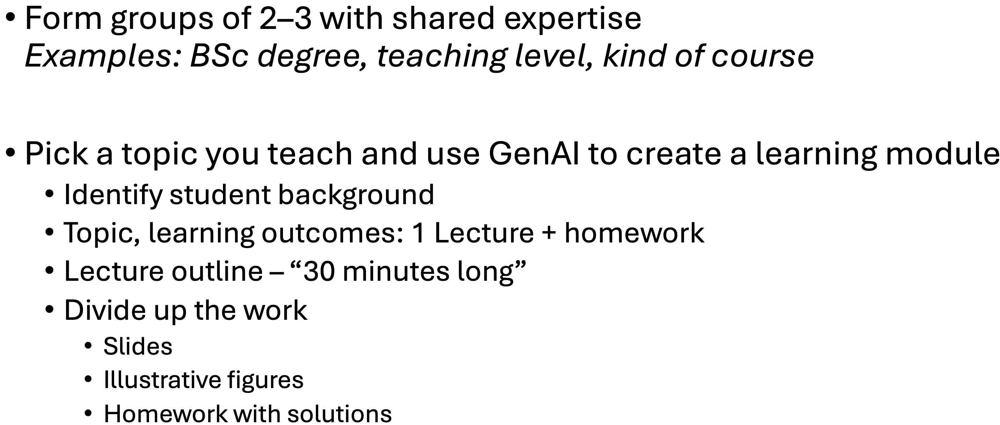 • Form groups of 2–3 with shared expertise
Examples: BSc degree, teaching level, kind of course
• Pick a topic you teach and use GenAI to create a learning module
• Identify student background
• Topic, learning outcomes: 1 Lecture + homework
• Lecture outline – “30 minutes long”
• Divide up the work
• Slides
• Illustrative figures
• Homework with solutions